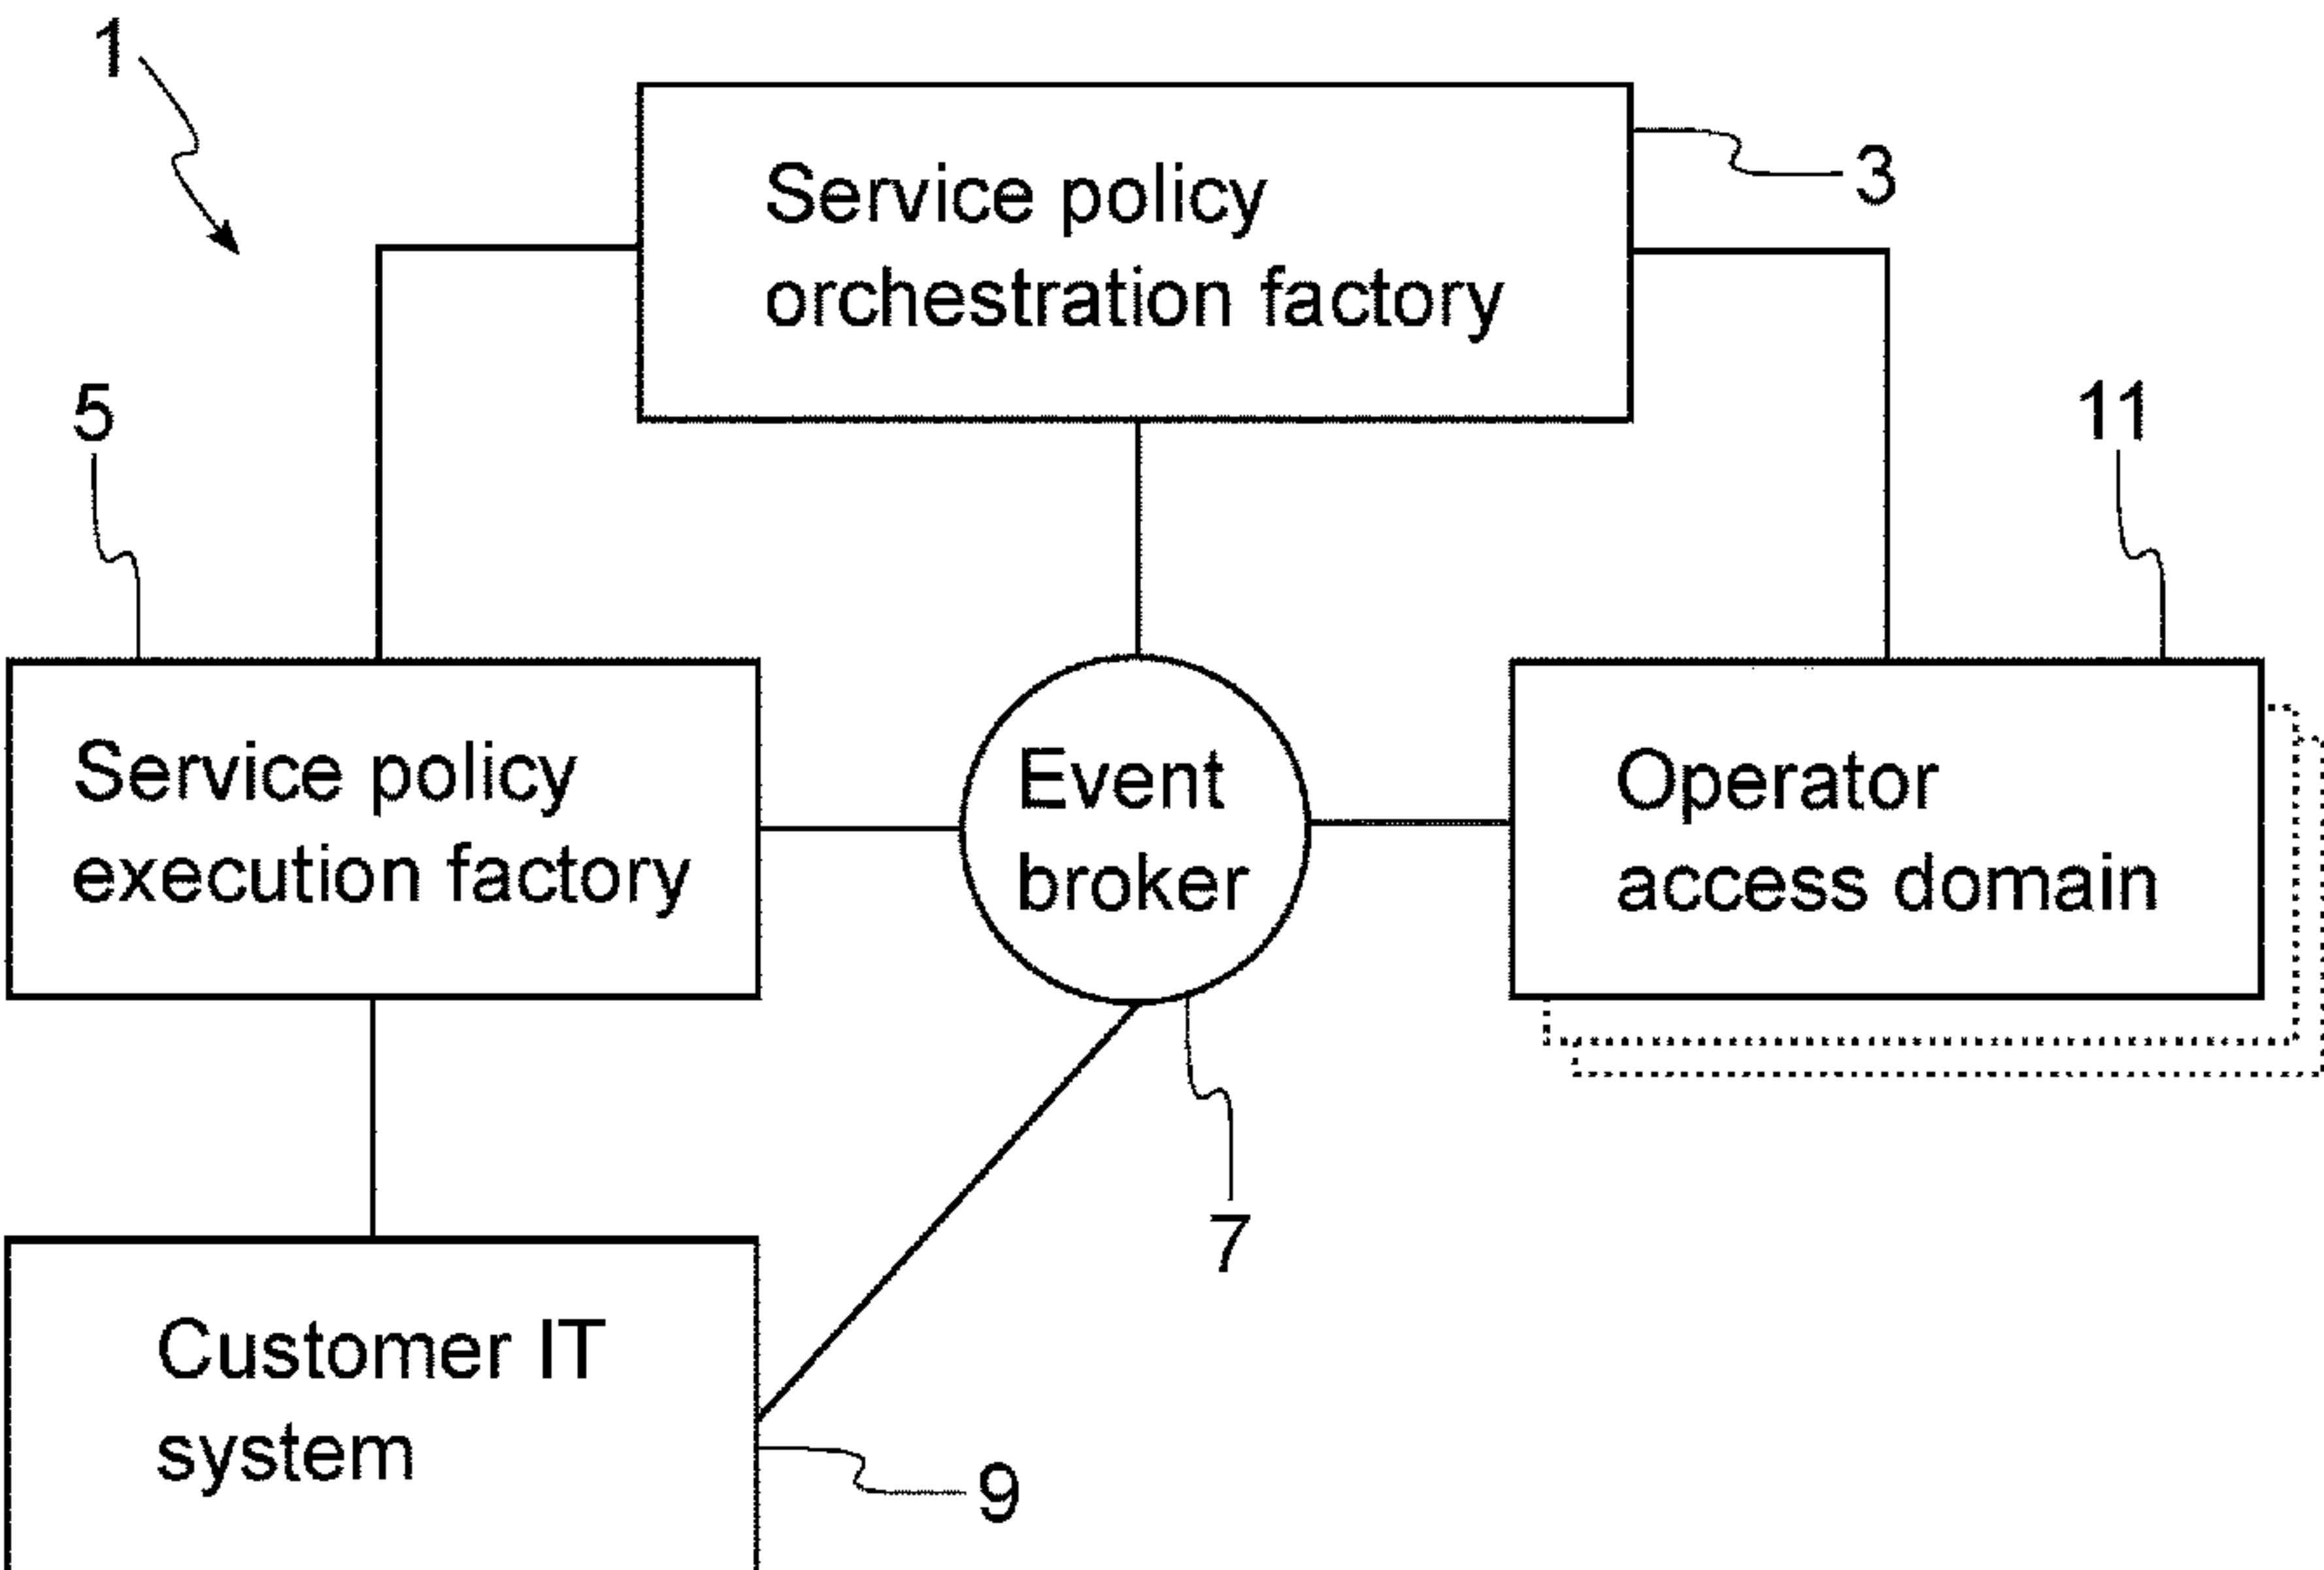 1
Service policy
orchestration factory
3
5
11
Service policy
execution factory
Event
broker
Operator
access domain
7
Customer IT
system
9